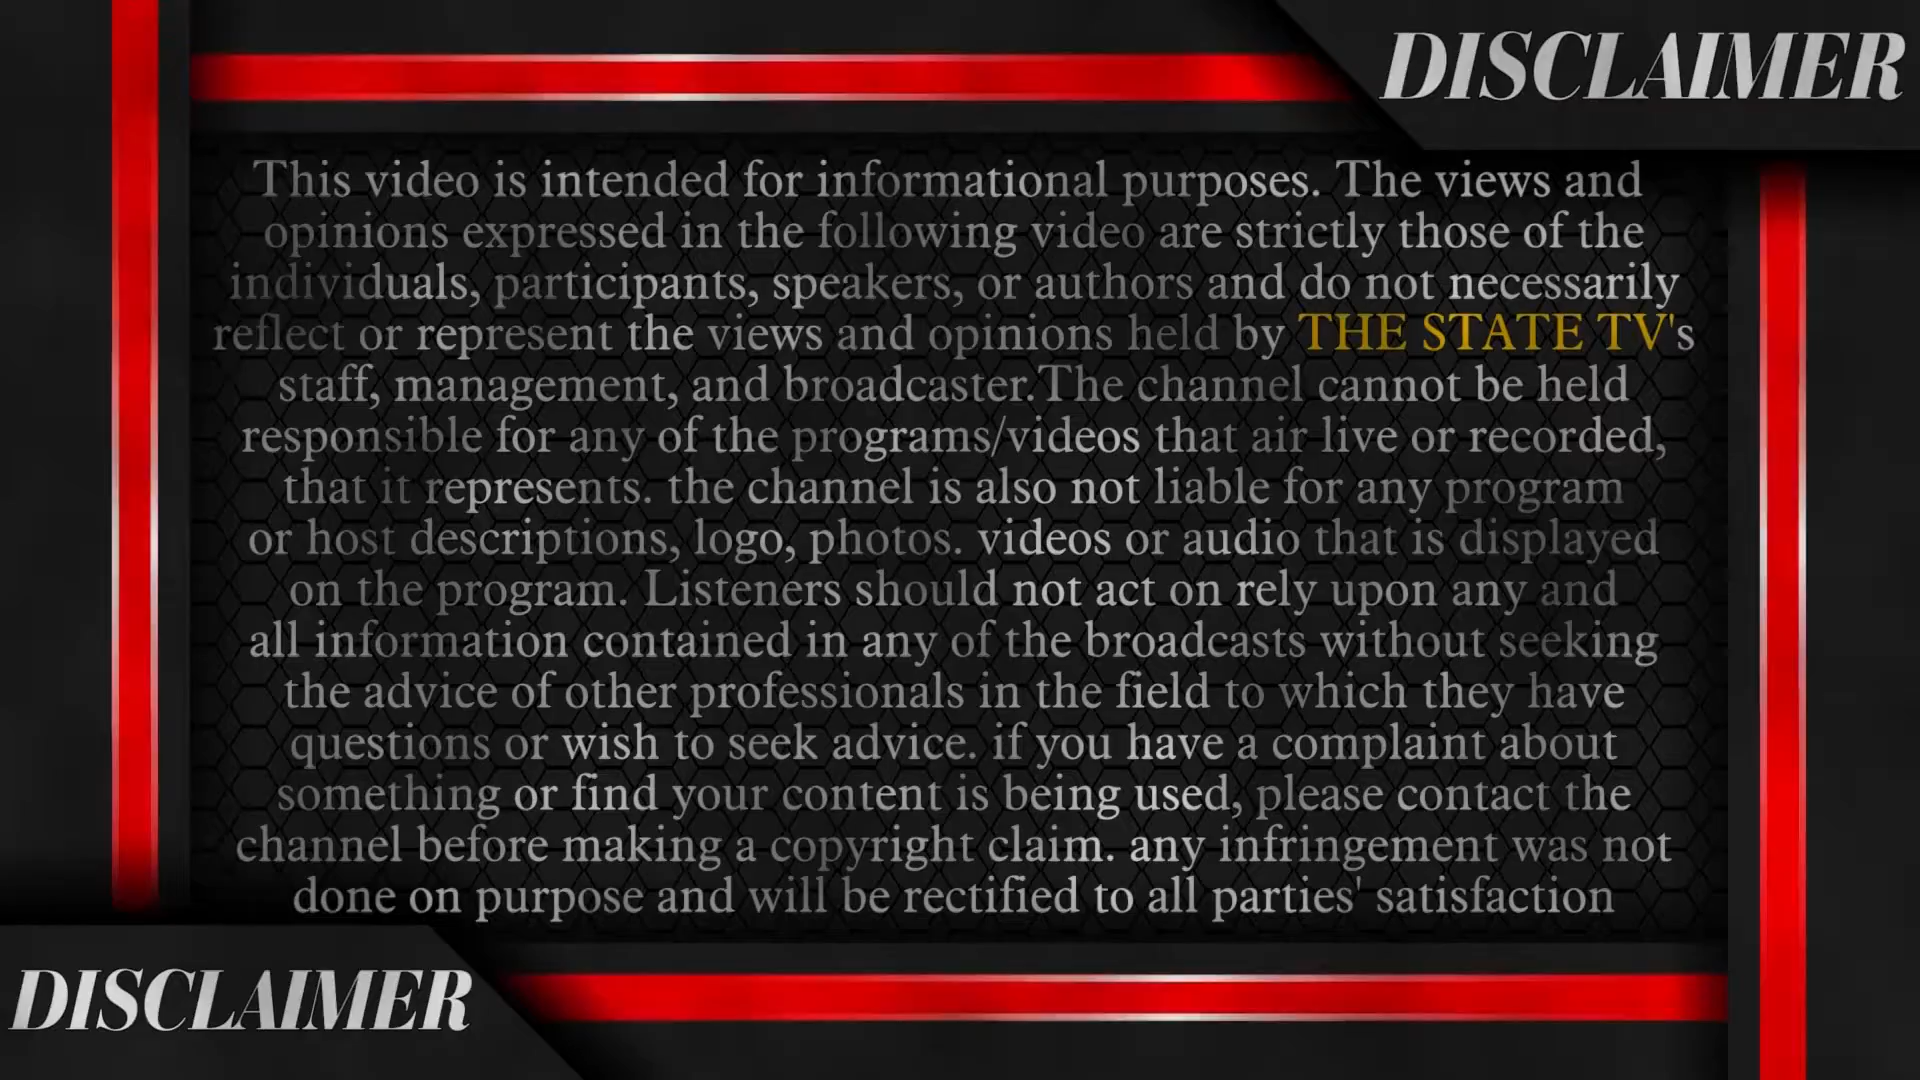 DISCLAIMER
This video is intended for informational purposes. The views and
opinions expressed in the following video are strictly those of the
individuals, participants, speakers, or authors and do not necessarily
reflect or represent the views and opinions held by THE STATE TV's
staff, management, and broadcaster.The channel cannot be held
responsible for any of the programs/videos that air live or recorded,
that it represents. the channel is also not liable for any program
or host descriptions, logo, photos. videos or audio that is displayed
on the program. Listeners should not act on rely upon any and
all information contained in any of the broadcasts without seeking
the advice of other professionals in the field to which they have
questions or wish to seek advice. if you have a complaint about
something or find your content is being used, please contact the
channel before making a copyright claim. any infringement was not
done on purpose and will be rectified to all parties' satisfaction
DISCLAIMER